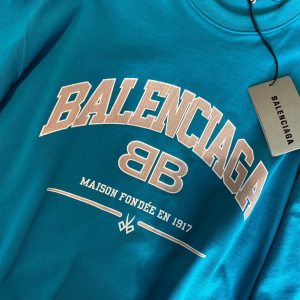 BALENCIAGA
BB
MAISON FONDÉE EN 1917
BALENCIAGA